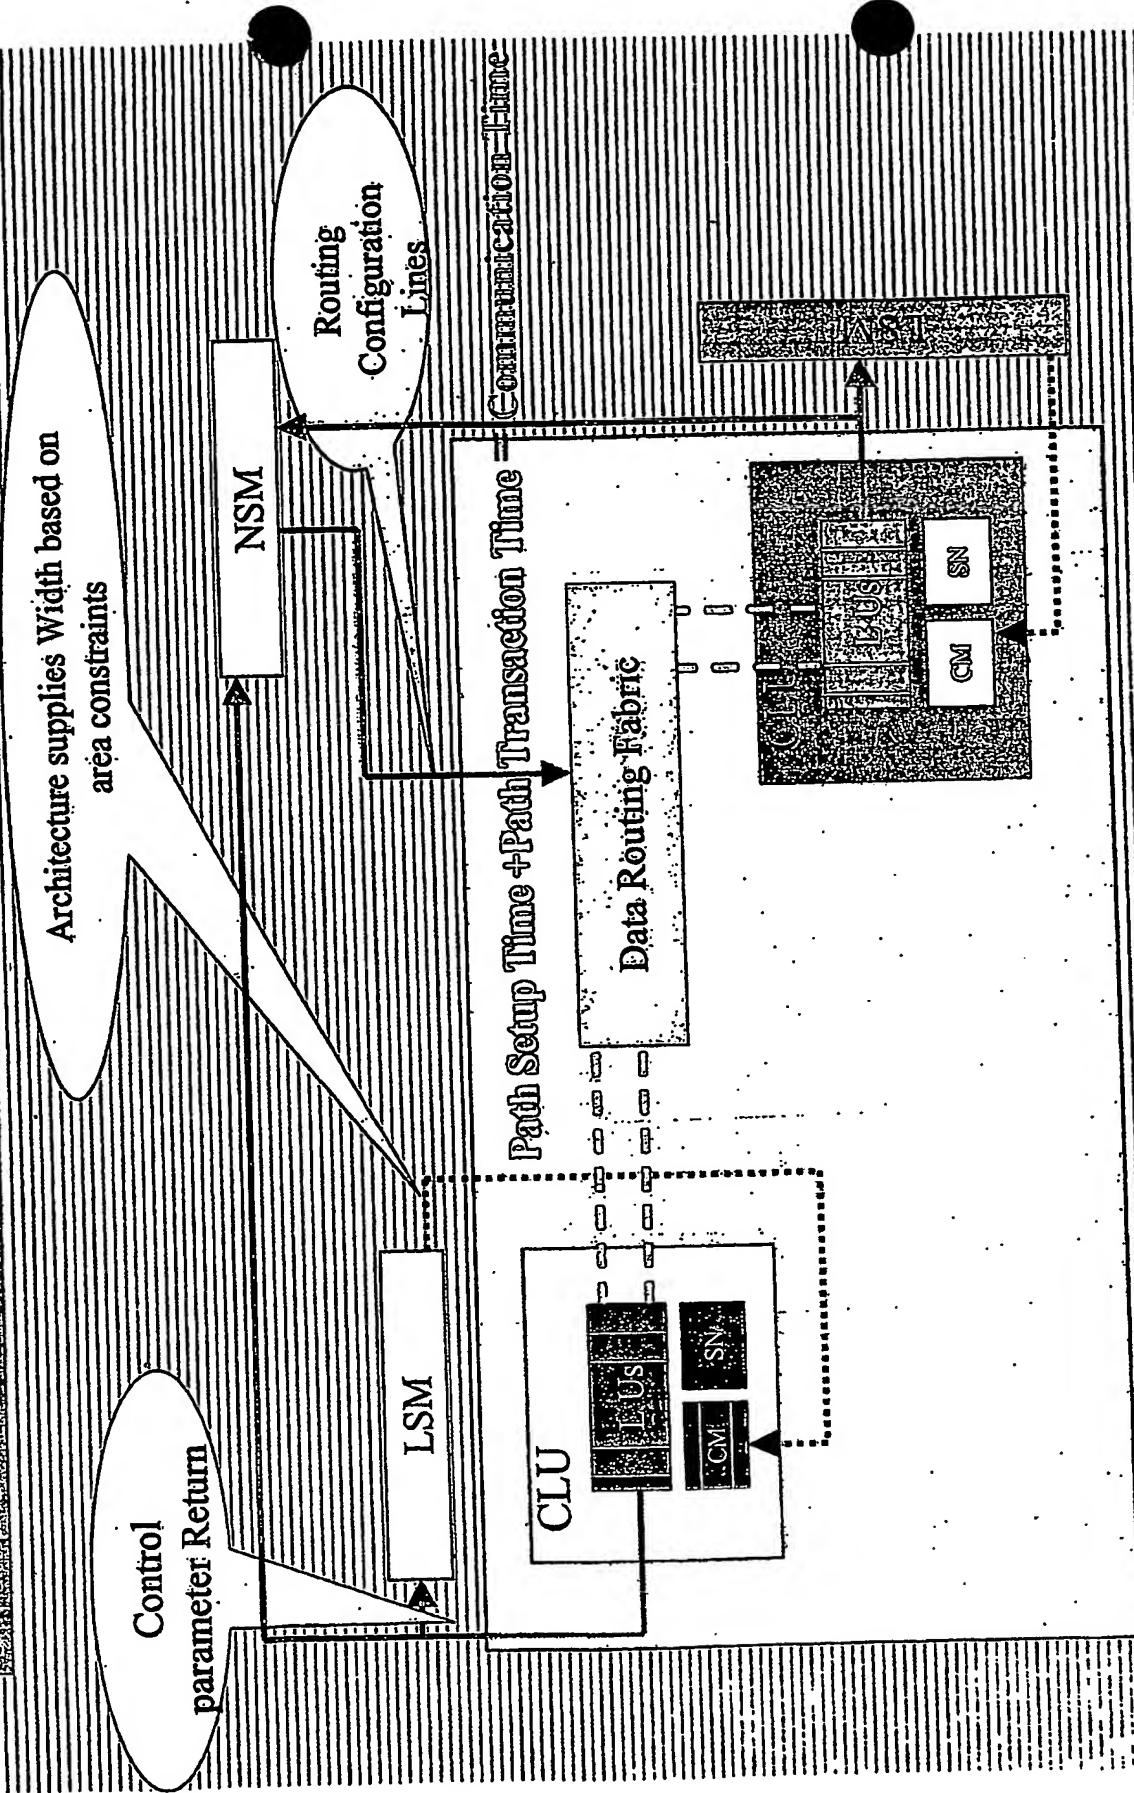 Architecture supplies Width based on
area constraints
Control
parameter Return
NSM
Routing
Configuration
Lines
LSM
Path Setup Time +Path Transaction Time = Communication Time
Data Routing Fabric
CLU
LUs
CM
SN
LUs
CM
SN